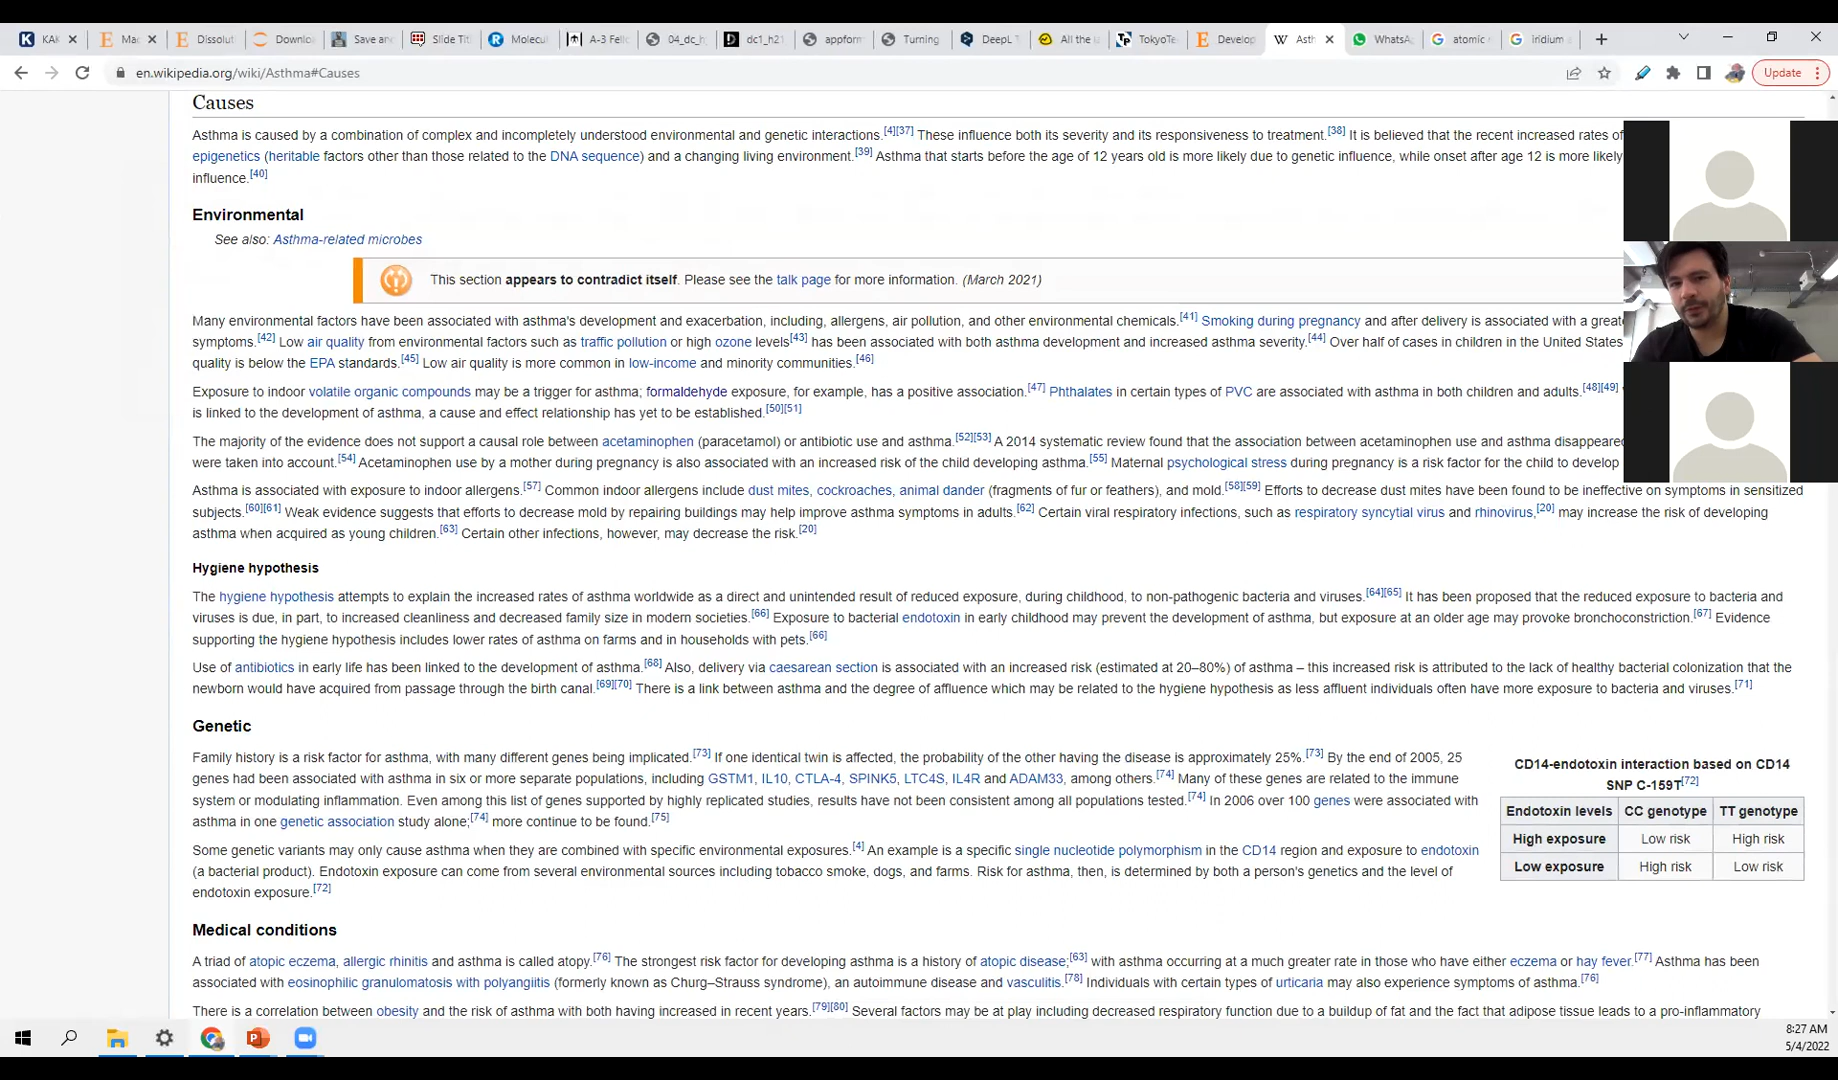 KAK
Mac
Dissolut
Downlo
Save and
Slide Tit
Molecu
A-3 Fell
04_dc_h
dc1_h21
appform
Turning
DeepL T
All the k
TokyoTe
Develop
Asth
WhatsA
atomic
iridium
en.wikipedia.org/wiki/Asthma#Causes
Update
Causes
Asthma is caused by a combination of complex and incompletely understood environmental and genetic interactions.[4][37] These influence both its severity and its responsiveness to treatment.[38] It is believed that the recent increased rates of
epigenetics (heritable factors other than those related to the DNA sequence) and a changing living environment.[39] Asthma that starts before the age of 12 years old is more likely due to genetic influence, while onset after age 12 is more likely
influence.[40]
Environmental
See also: Asthma-related microbes
This section appears to contradict itself. Please see the talk page for more information. (March 2021)
Many environmental factors have been associated with asthma's development and exacerbation, including, allergens, air pollution, and other environmental chemicals.[41] Smoking during pregnancy and after delivery is associated with a great
symptoms.[42] Low air quality from environmental factors such as traffic pollution or high ozone levels[43] has been associated with both asthma development and increased asthma severity.[44] Over half of cases in children in the United States
quality is below the EPA standards.[45] Low air quality is more common in low-income and minority communities.[46]
Exposure to indoor volatile organic compounds may be a trigger for asthma; formaldehyde exposure, for example, has a positive association.[47] Phthalates in certain types of PVC are associated with asthma in both children and adults.[48][49]
is linked to the development of asthma, a cause and effect relationship has yet to be established.[50][51]
The majority of the evidence does not support a causal role between acetaminophen (paracetamol) or antibiotic use and asthma.[52][53] A 2014 systematic review found that the association between acetaminophen use and asthma disappeared
were taken into account.[54] Acetaminophen use by a mother during pregnancy is also associated with an increased risk of the child developing asthma.[55] Maternal psychological stress during pregnancy is a risk factor for the child to develop
Asthma is associated with exposure to indoor allergens.[57] Common indoor allergens include dust mites, cockroaches, animal dander (fragments of fur or feathers), and mold.[58][59] Efforts to decrease dust mites have been found to be ineffective on symptoms in sensitized
subjects.[60][61] Weak evidence suggests that efforts to decrease mold by repairing buildings may help improve asthma symptoms in adults.[62] Certain viral respiratory infections, such as respiratory syncytial virus and rhinovirus,[20] may increase the risk of developing
asthma when acquired as young children.[63] Certain other infections, however, may decrease the risk.[20]
Hygiene hypothesis
The hygiene hypothesis attempts to explain the increased rates of asthma worldwide as a direct and unintended result of reduced exposure, during childhood, to non-pathogenic bacteria and viruses.[64][65] It has been proposed that the reduced exposure to bacteria and
viruses is due, in part, to increased cleanliness and decreased family size in modern societies.[66] Exposure to bacterial endotoxin in early childhood may prevent the development of asthma, but exposure at an older age may provoke bronchoconstriction.[67] Evidence
supporting the hygiene hypothesis includes lower rates of asthma on farms and in households with pets.[66]
Use of antibiotics in early life has been linked to the development of asthma.[68] Also, delivery via caesarean section is associated with an increased risk (estimated at 20–80%) of asthma – this increased risk is attributed to the lack of healthy bacterial colonization that the
newborn would have acquired from passage through the birth canal.[69][70] There is a link between asthma and the degree of affluence which may be related to the hygiene hypothesis as less affluent individuals often have more exposure to bacteria and viruses.[71]
Genetic
Family history is a risk factor for asthma, with many different genes being implicated.[73] If one identical twin is affected, the probability of the other having the disease is approximately 25%.[73] By the end of 2005, 25
genes had been associated with asthma in six or more separate populations, including GSTM1, IL10, CTLA-4, SPINK5, LTC4S, IL4R and ADAM33, among others.[74] Many of these genes are related to the immune
system or modulating inflammation. Even among this list of genes supported by highly replicated studies, results have not been consistent among all populations tested.[74] In 2006 over 100 genes were associated with
asthma in one genetic association study alone;[74] more continue to be found.[75]
CD14-endotoxin interaction based on CD14
SNP C-159T[72]
Endotoxin levels CC genotype TT genotype
High exposure Low risk High risk
Low exposure High risk Low risk
Some genetic variants may only cause asthma when they are combined with specific environmental exposures.[4] An example is a specific single nucleotide polymorphism in the CD14 region and exposure to endotoxin
(a bacterial product). Endotoxin exposure can come from several environmental sources including tobacco smoke, dogs, and farms. Risk for asthma, then, is determined by both a person's genetics and the level of
endotoxin exposure.[72]
Medical conditions
A triad of atopic eczema, allergic rhinitis and asthma is called atopy.[76] The strongest risk factor for developing asthma is a history of atopic disease;[63] with asthma occurring at a much greater rate in those who have either eczema or hay fever.[77] Asthma has been
associated with eosinophilic granulomatosis with polyangiitis (formerly known as Churg–Strauss syndrome), an autoimmune disease and vasculitis.[78] Individuals with certain types of urticaria may also experience symptoms of asthma.[76]
There is a correlation between obesity and the risk of asthma with both having increased in recent years.[79][80] Several factors may be at play including decreased respiratory function due to a buildup of fat and the fact that adipose tissue leads to a pro-inflammatory
8:27 AM
5/4/2022